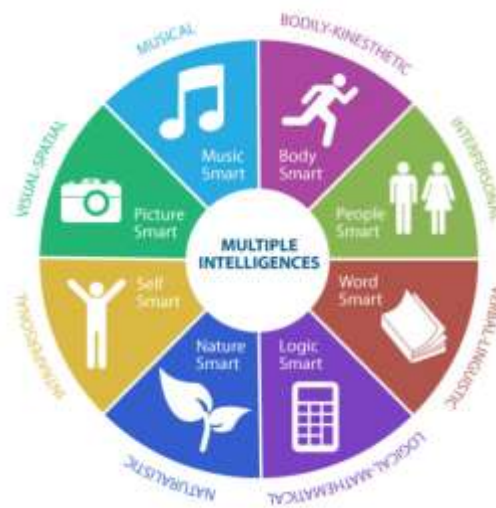 MUSICAL
BODILY-KINESTHETIC
VISUAL-SPATIAL
INTERPERSONAL
Music
Smart
Body
Smart
Picture
Smart
People
Smart
MULTIPLE
INTELLIGENCES
Self
Smart
Word
Smart
Nature
Smart
Logic
Smart
INTRAPERSONAL
VERBAL-LINGUISTIC
NATURALISTIC
LOGICAL-MATHEMATICAL